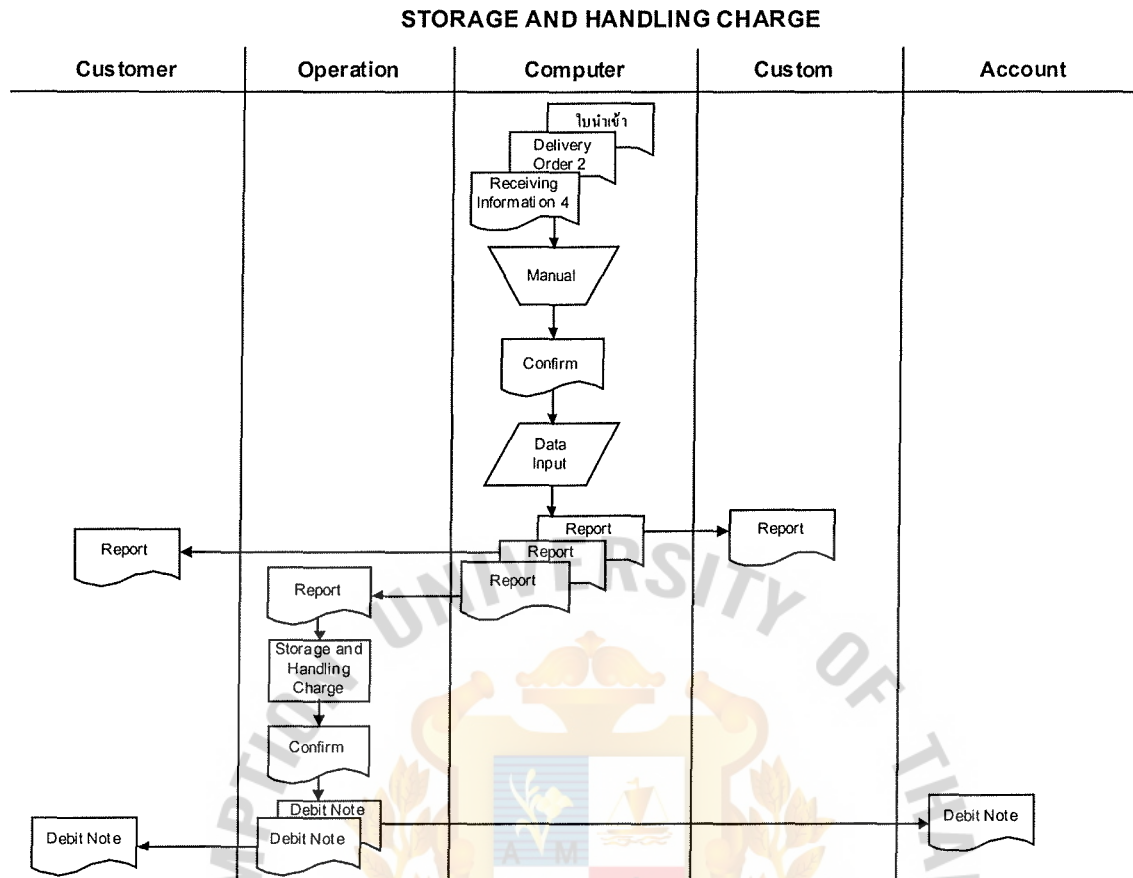 STORAGE AND HANDLING CHARGE
Customer
Operation
Computer
Custom
Account
ใบนำเข้า
Delivery
Order 2
Receiving
Information 4
Manual
Confirm
Data
Input
Report
Report
Report
Report
Report
Report
Storage and
Handling
Charge
Confirm
Debit Note
Debit Note
Debit Note
Debit Note
UNIVERSITY OF
A M